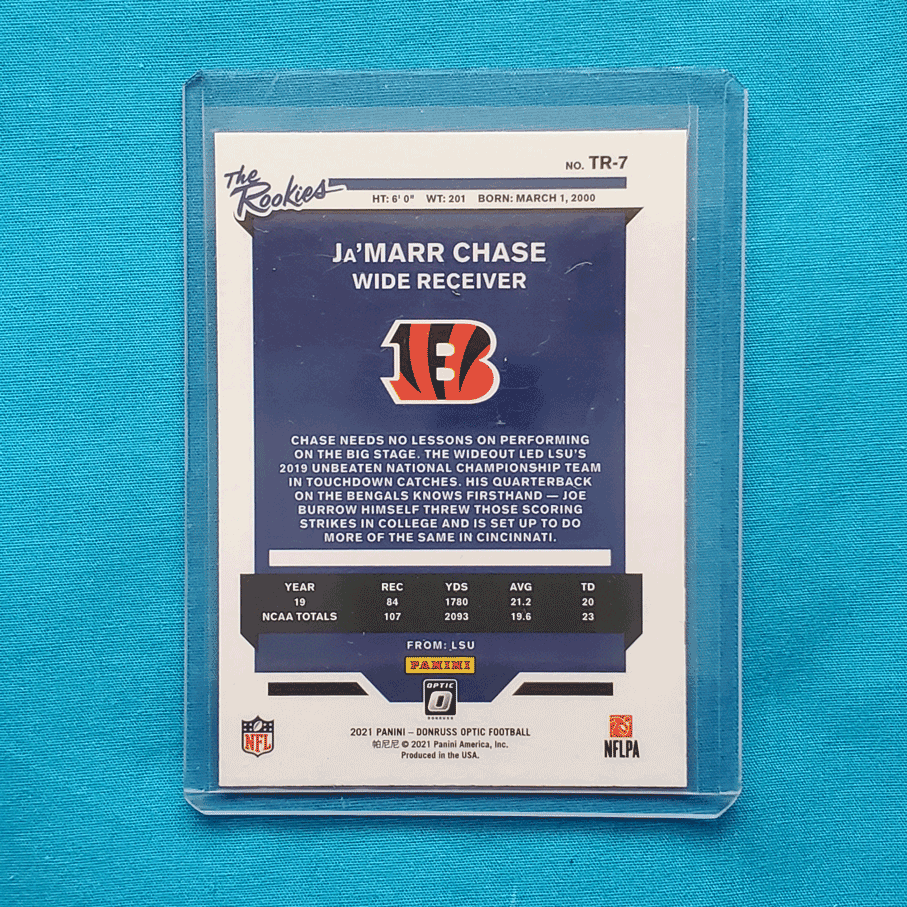 NO. TR-7
The
Rookies
HT: 6' 0" WT: 201 BORN: MARCH 1, 2000
JA'MARR CHASE
WIDE RECEIVER
B
CHASE NEEDS NO LESSONS ON PERFORMING
ON THE BIG STAGE. THE WIDEOUT LED LSU'S
2019 UNBEATEN NATIONAL CHAMPIONSHIP TEAM
IN TOUCHDOWN CATCHES. HIS QUARTERBACK
ON THE BENGALS KNOWS FIRSTHAND — JOE
BURROW HIMSELF THREW THOSE SCORING
STRIKES IN COLLEGE AND IS SET UP TO DO
MORE OF THE SAME IN CINCINNATI.
YEAR REC YDS AVG TD
19 84 1780 21.2 20
NCAA TOTALS 107 2093 19.6 23
FROM: LSU
PANINI
OPTIC
O
DONRUSS
2021 PANINI – DONRUSS OPTIC FOOTBALL
帕尼尼 © 2021 Panini America, Inc.
Produced in the USA.
NFL
NFLPA